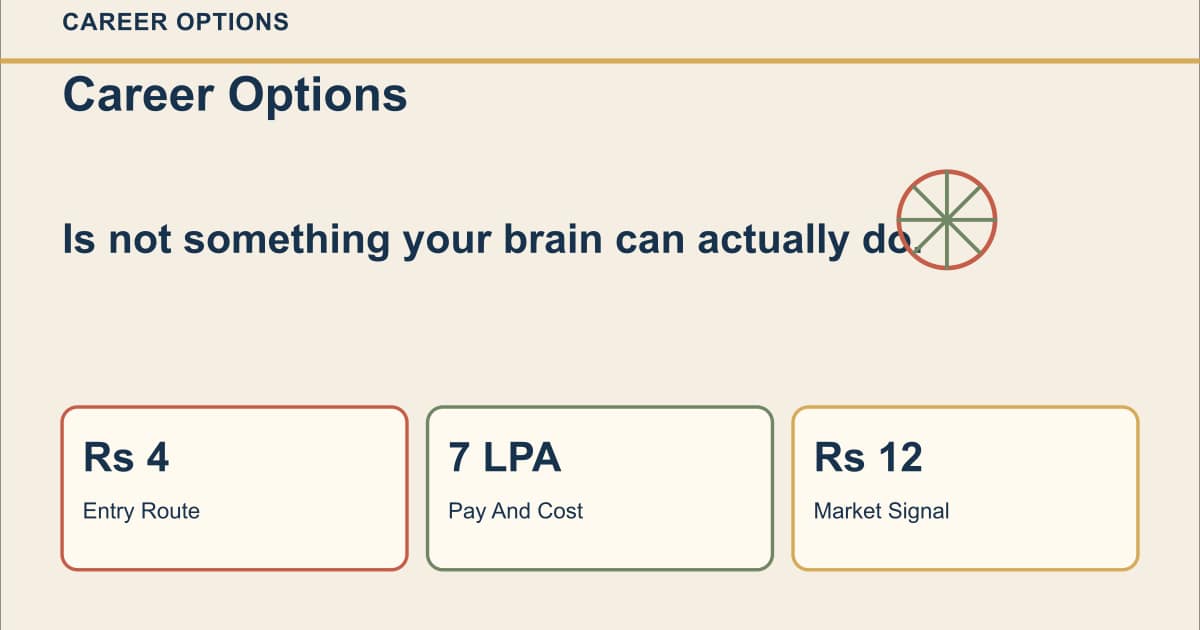 CAREER OPTIONS
Career Options
Is not something your brain can actually do.
Rs 4
Entry Route
7 LPA
Pay And Cost
Rs 12
Market Signal